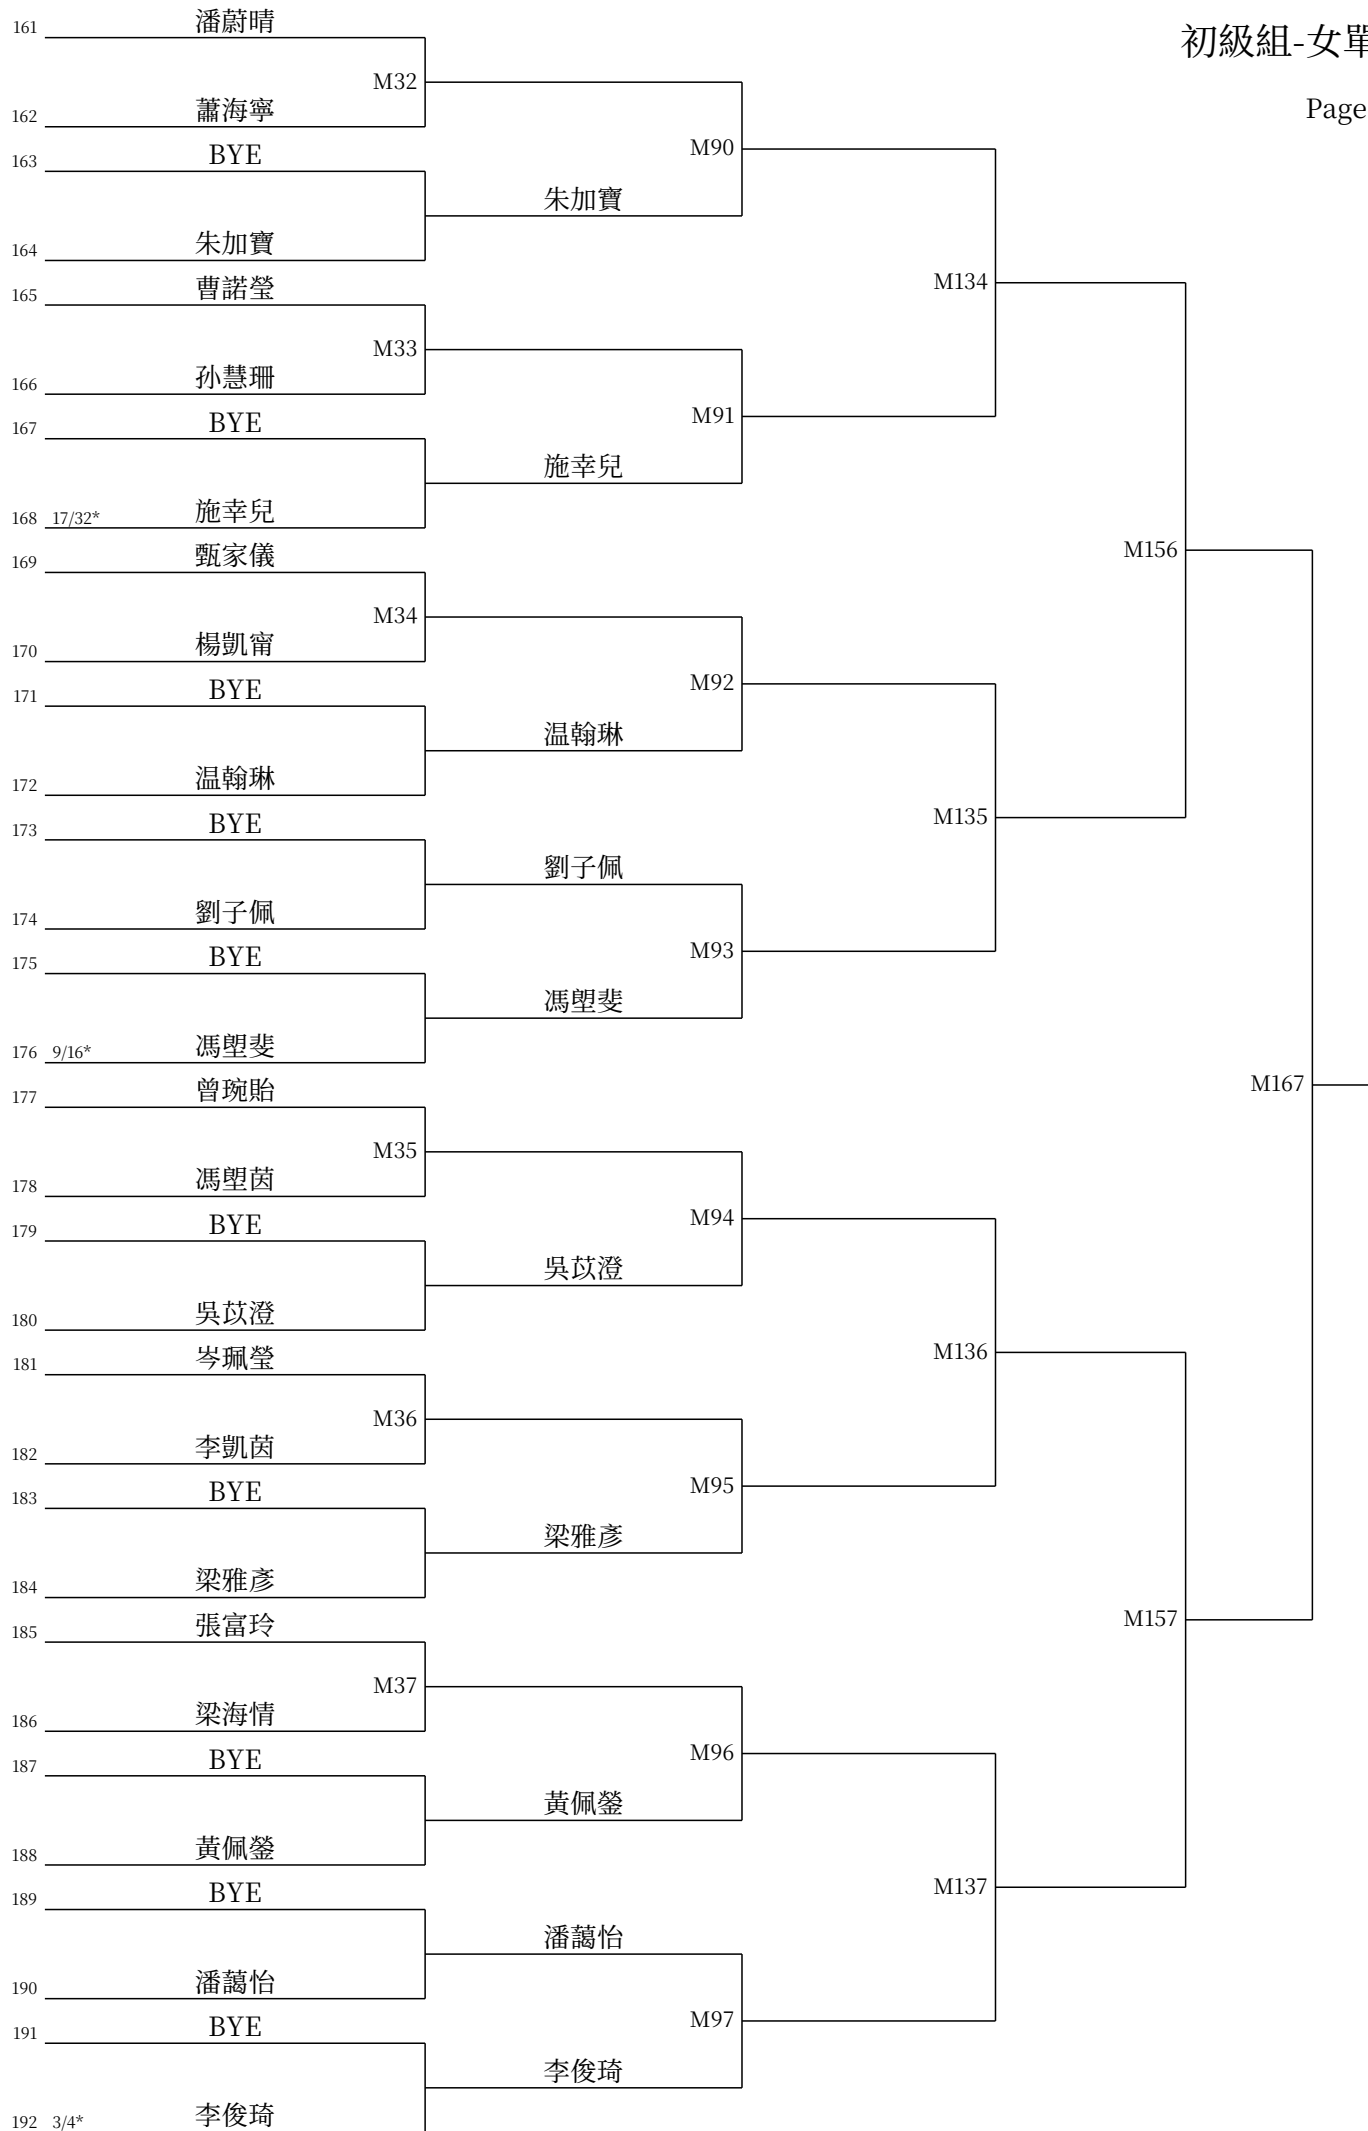 初級組-女單
Page
161 潘蔚晴
M32
162 蕭海寧
163 BYE
M90
朱加寶
164 朱加寶
M134
165 曹諾瑩
M33
166 孙慧珊
167 BYE
M91
施幸兒
168 17/32* 施幸兒
M156
169 甄家儀
M34
170 楊凱甯
171 BYE
M92
温翰琳
172 温翰琳
M135
173 BYE
劉子佩
174 劉子佩
M93
175 BYE
馮塱斐
176 9/16* 馮塱斐
M167
177 曾琬貽
M35
178 馮塱茵
179 BYE
M94
吳苡澄
180 吳苡澄
M136
181 岑珮瑩
M36
182 李凱茵
183 BYE
M95
梁雅彥
184 梁雅彥
M157
185 張富玲
M37
186 梁海情
187 BYE
M96
黃佩鎣
188 黃佩鎣
M137
189 BYE
潘藹怡
190 潘藹怡
M97
191 BYE
李俊琦
192 3/4* 李俊琦